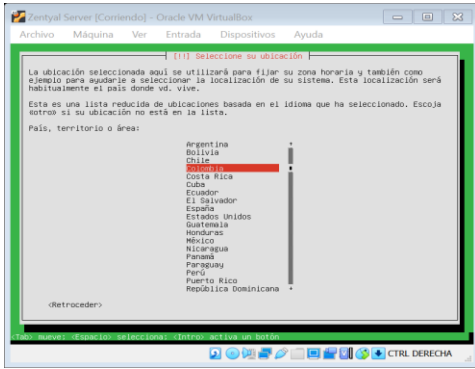 Zentyal Server [Corriendo] - Oracle VM VirtualBox
Archivo Máquina Ver Entrada Dispositivos Ayuda
[!!] Seleccione su ubicación
La ubicación seleccionada aquí se utilizará para fijar su zona horaria y también como
ejemplo para ayudarle a seleccionar la localización de su sistema. Esta localización será
habitualmente el país donde vd. vive.
Esta es una lista reducida de ubicaciones basada en el idioma que ha seleccionado. Escoja
«otro» si su ubicación no está en la lista.
País, territorio o área:
Argentina
Bolivia
Chile
Colombia
Costa Rica
Cuba
Ecuador
El Salvador
España
Estados Unidos
Guatemala
Honduras
México
Nicaragua
Panamá
Paraguay
Perú
Puerto Rico
República Dominicana
<Retroceder>
<Tab> mueve; <Espacio> selecciona; <Intro> activa un botón
CTRL DERECHA